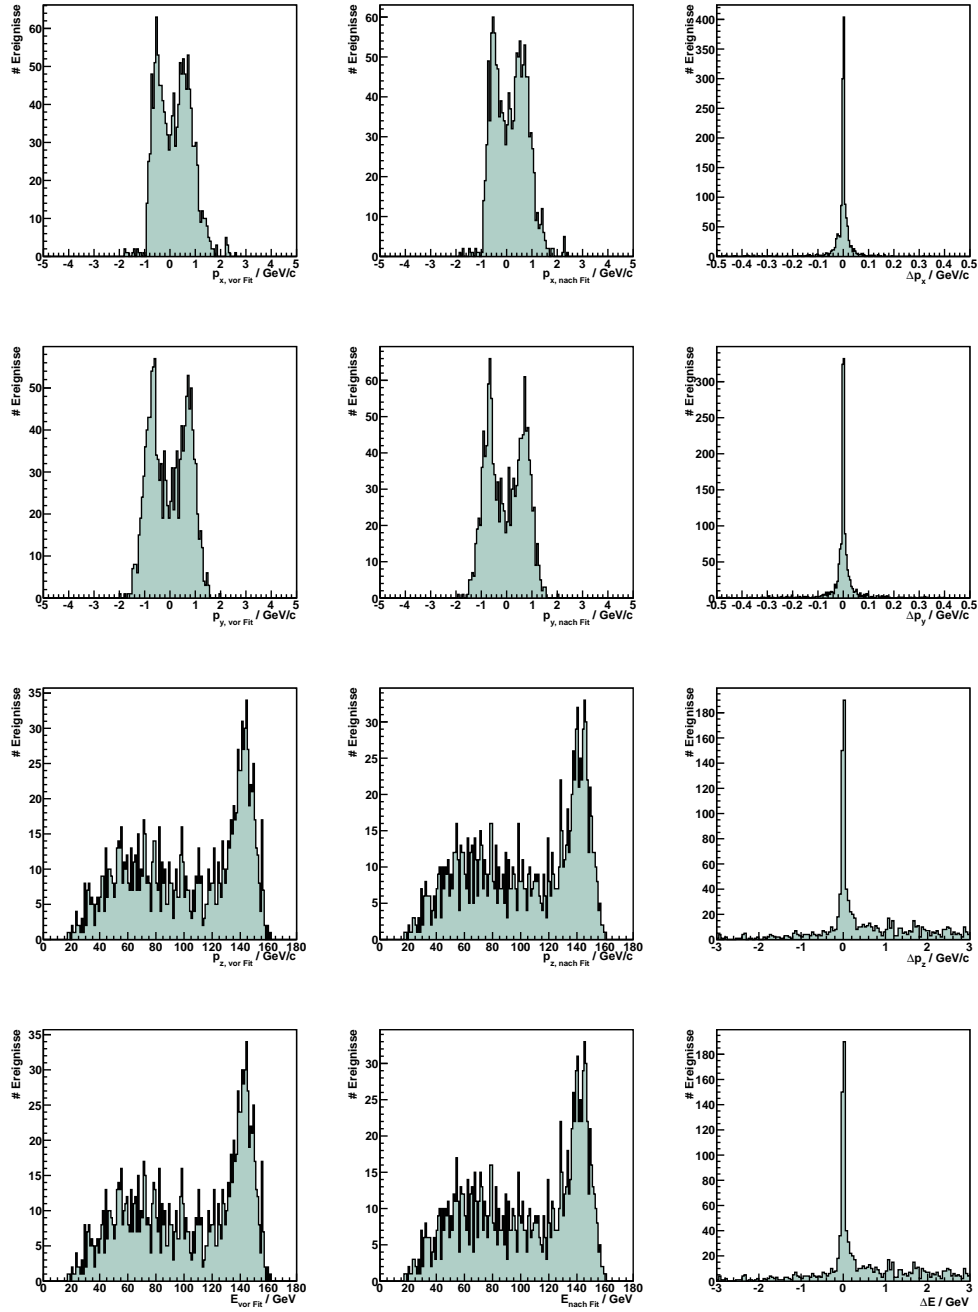 # Ereignisse
60
50
40
30
20
10
0
-5 -4 -3 -2 -1 0 1 2 3 4 5
p x, vor Fit / GeV/c
# Ereignisse
60
50
40
30
20
10
0
-5 -4 -3 -2 -1 0 1 2 3 4 5
p x, nach Fit / GeV/c
# Ereignisse
400
350
300
250
200
150
100
50
0
-0.5 -0.4 -0.3 -0.2 -0.1 0 0.1 0.2 0.3 0.4 0.5
Δp x / GeV/c
# Ereignisse
50
40
30
20
10
0
-5 -4 -3 -2 -1 0 1 2 3 4 5
p y, vor Fit / GeV/c
# Ereignisse
60
50
40
30
20
10
0
-5 -4 -3 -2 -1 0 1 2 3 4 5
p y, nach Fit / GeV/c
# Ereignisse
300
250
200
150
100
50
0
-0.5 -0.4 -0.3 -0.2 -0.1 0 0.1 0.2 0.3 0.4 0.5
Δp y / GeV/c
# Ereignisse
35
30
25
20
15
10
5
0
0 20 40 60 80 100 120 140 160 180
p z, vor Fit / GeV/c
# Ereignisse
30
25
20
15
10
5
0
0 20 40 60 80 100 120 140 160 180
p z, nach Fit / GeV/c
# Ereignisse
180
160
140
120
100
80
60
40
20
0
-3 -2 -1 0 1 2 3
Δp z / GeV/c
# Ereignisse
35
30
25
20
15
10
5
0
0 20 40 60 80 100 120 140 160 180
E vor Fit / GeV
# Ereignisse
30
25
20
15
10
5
0
0 20 40 60 80 100 120 140 160 180
E nach Fit / GeV
# Ereignisse
180
160
140
120
100
80
60
40
20
0
-3 -2 -1 0 1 2 3
ΔE / GeV